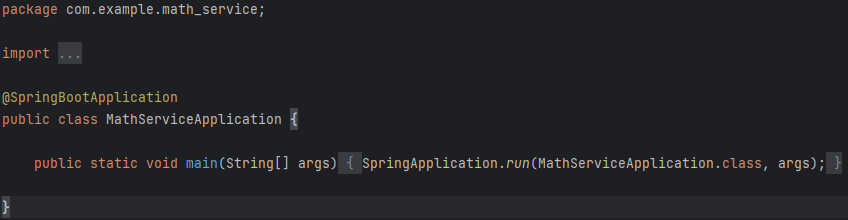 package com.example.math_service;
import ...
@SpringBootApplication
public class MathServiceApplication {
public static void main(String[] args) { SpringApplication.run(MathServiceApplication.class, args); }
}